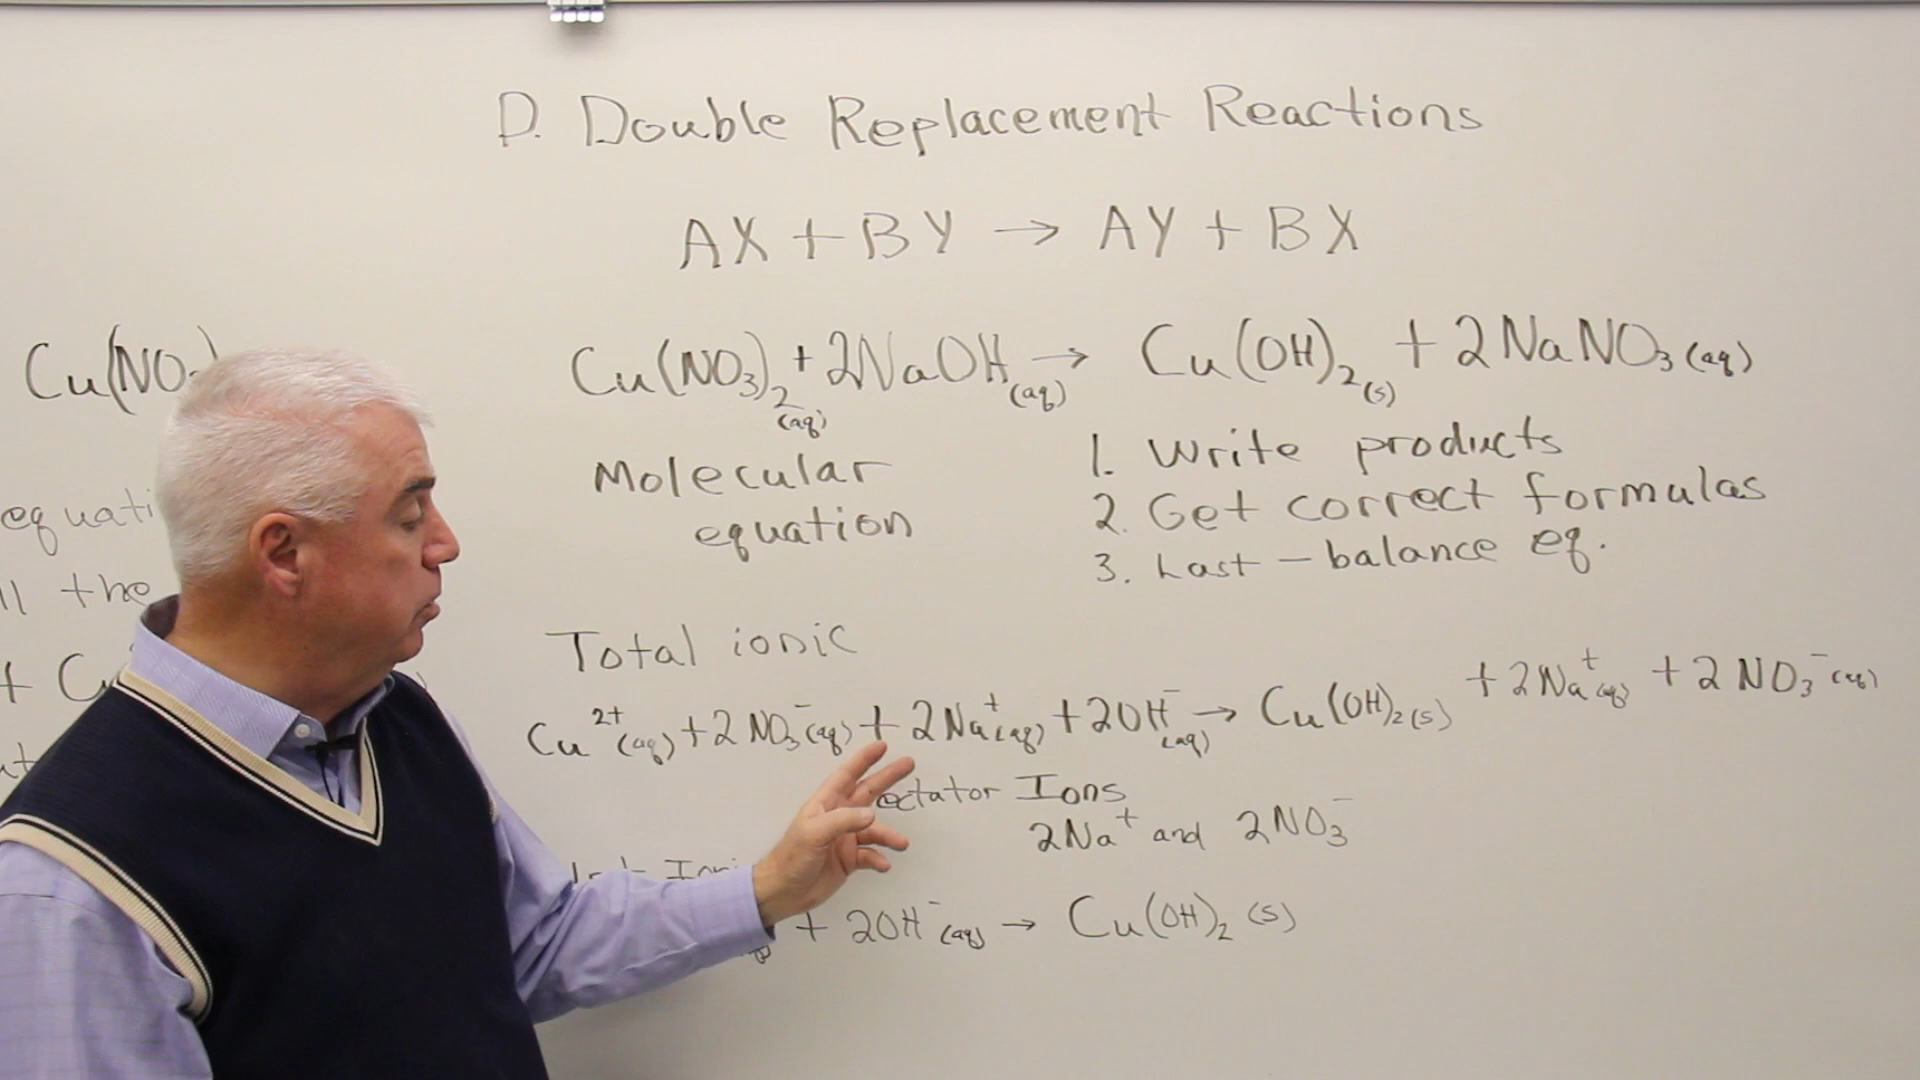 D. Double Replacement Reactions
AX + BY → AY + BX
Cu(NO
Cu(NO₃)₂(aq) + 2NaOH(aq) → Cu(OH)₂(s) + 2NaNO₃(aq)
Molecular
equation
1. Write products
2. Get correct formulas
3. Last - balance eq.
equati
ll the
+ C
Total ionic
Cu²⁺(aq) + 2NO₃⁻(aq) + 2Na⁺(aq) + 2OH⁻(aq) → Cu(OH)₂(s) + 2Na⁺(aq) + 2NO₃⁻(aq)
ectator Ions
2Na⁺ and 2NO₃⁻
+ 2OH⁻(aq) → Cu(OH)₂(s)